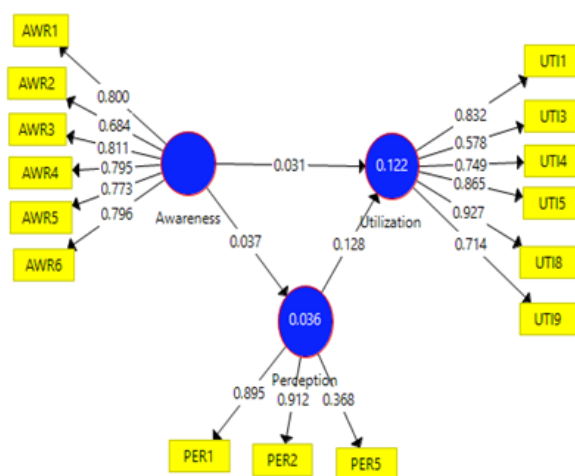 AWR1
AWR2
AWR3
AWR4
AWR5
AWR6
0.800
0.684
0.811
0.795
0.773
0.796
Awareness
0.031
0.037
0.128
0.122
Utilization
0.832
0.578
0.749
0.865
0.927
0.714
UTI1
UTI3
UTI4
UTI5
UTI8
UTI9
0.036
Perception
0.895
0.912
0.368
PER1
PER2
PER5